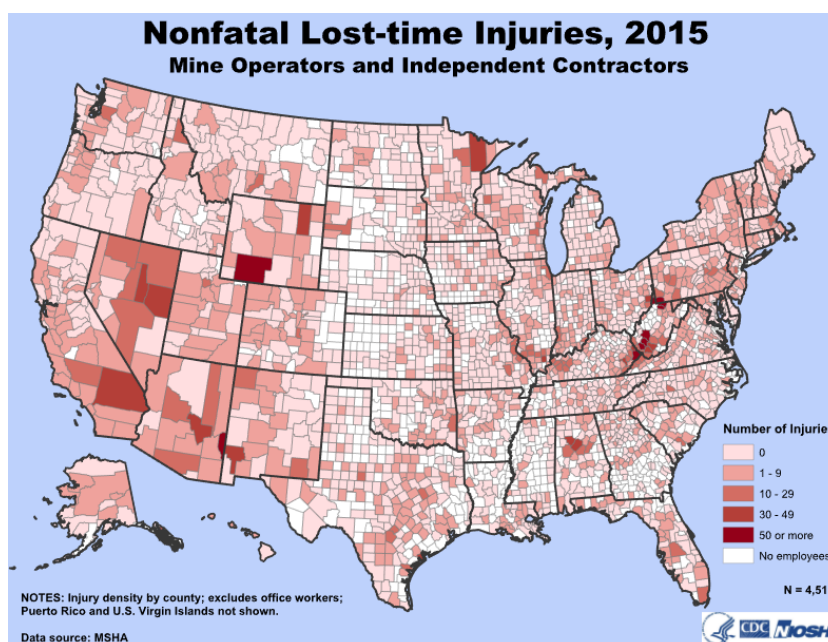 Nonfatal Lost-time Injuries, 2015
Mine Operators and Independent Contractors
Number of Injurie
0
1 - 9
10 - 29
30 - 49
50 or more
No employees
N = 4,51
NOTES: Injury density by county; excludes office workers;
Puerto Rico and U.S. Virgin Islands not shown.
Data source: MSHA
CDC NIOSH